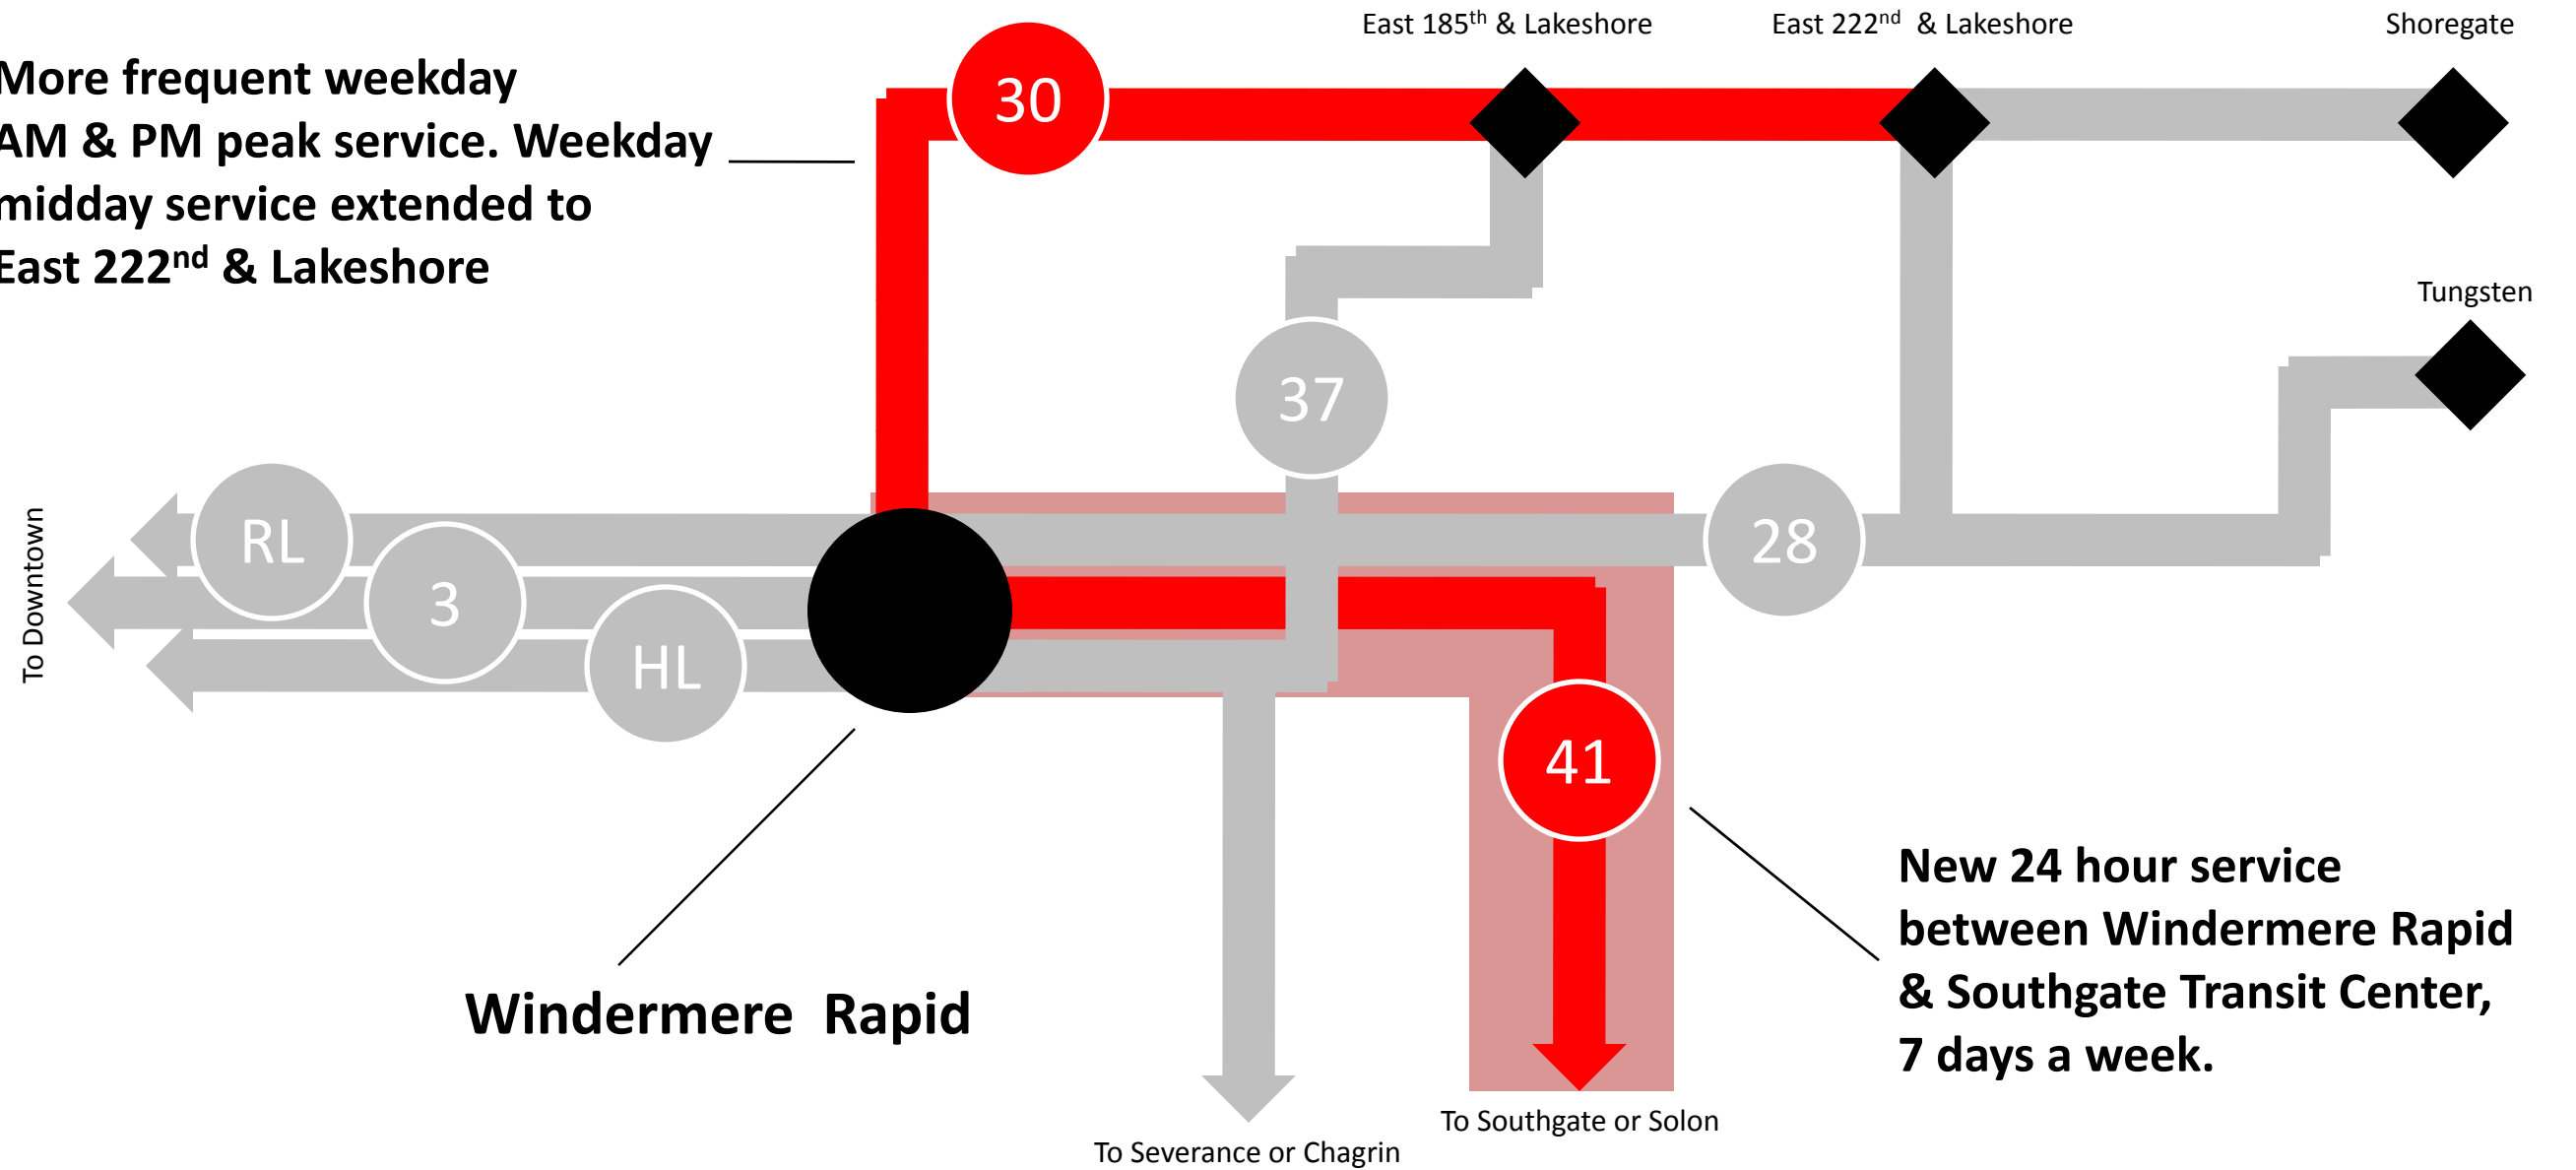 East 185th & Lakeshore
East 222nd & Lakeshore
Shoregate
More frequent weekday
AM & PM peak service. Weekday
midday service extended to
East 222nd & Lakeshore
30
Tungsten
37
RL
3
HL
28
To Downtown
41
New 24 hour service
between Windermere Rapid
& Southgate Transit Center,
7 days a week.
Windermere Rapid
To Southgate or Solon
To Severance or Chagrin